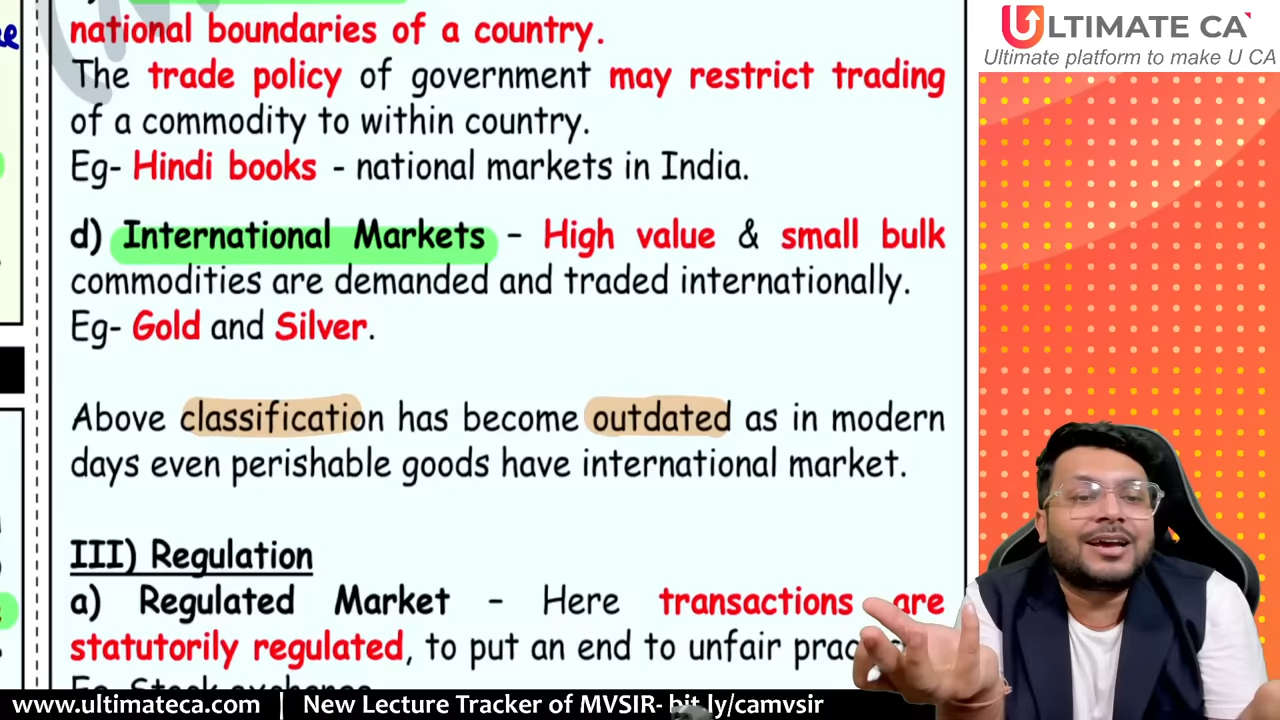 ULTIMATE CA
Ultimate platform to make U CA
national boundaries of a country.
The trade policy of government may restrict trading
of a commodity to within country.
Eg- Hindi books - national markets in India.
d) International Markets - High value & small bulk
commodities are demanded and traded internationally.
Eg- Gold and Silver.
Above classification has become outdated as in modern
days even perishable goods have international market.
III) Regulation
a) Regulated Market - Here transactions are
statutorily regulated, to put an end to unfair
Eg- Stock exchange
www.ultimateca.com | New Lecture Tracker of MVSIR- bit.ly/camvsir